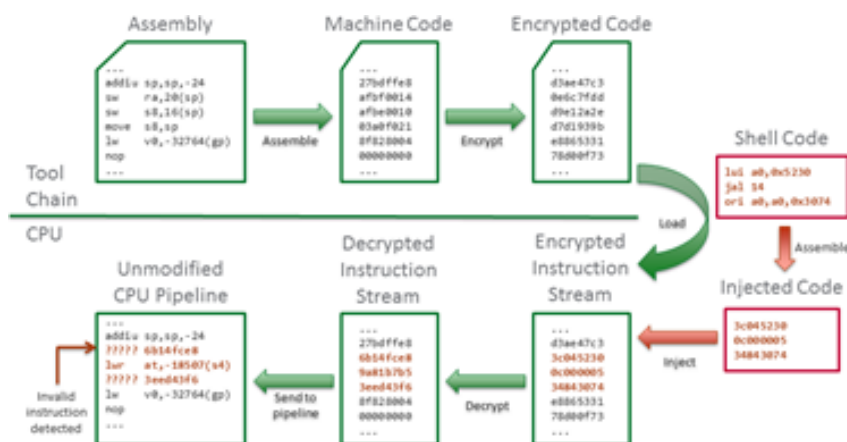 Assembly
...
addiu sp,sp,-24
sw ra,20(sp)
sw s8,16(sp)
move s8,sp
lw v0,-32764(gp)
nop
...
Assemble
Machine Code
...
27bdffe8
afbf0014
afbe0010
03a0f021
8f828004
00000000
...
Encrypt
Encrypted Code
...
d3ae47c3
0e6c7fdd
d9e12a2e
d7d1939b
e8865331
78d00f73
...
Shell Code
lui a0,0x5230
jal 14
ori a0,a0,0x3074
Tool
Chain
CPU
Load
Assemble
Unmodified
CPU Pipeline
...
addiu sp,sp,-24
????? 6b14fce8
lwr at,-18507(s4)
????? 3eed43f6
lw v0,-32764(gp)
nop
...
Invalid
instruction
detected
Send to
pipeline
Decrypted
Instruction
Stream
...
27bdffe8
6b14fce8
9a81b7b5
3eed43f6
8f828004
00000000
...
Decrypt
Encrypted
Instruction
Stream
...
d3ae47c3
3c045230
0c000005
34843074
e8865331
78d00f73
...
Inject
Injected Code
3c045230
0c000005
34843074